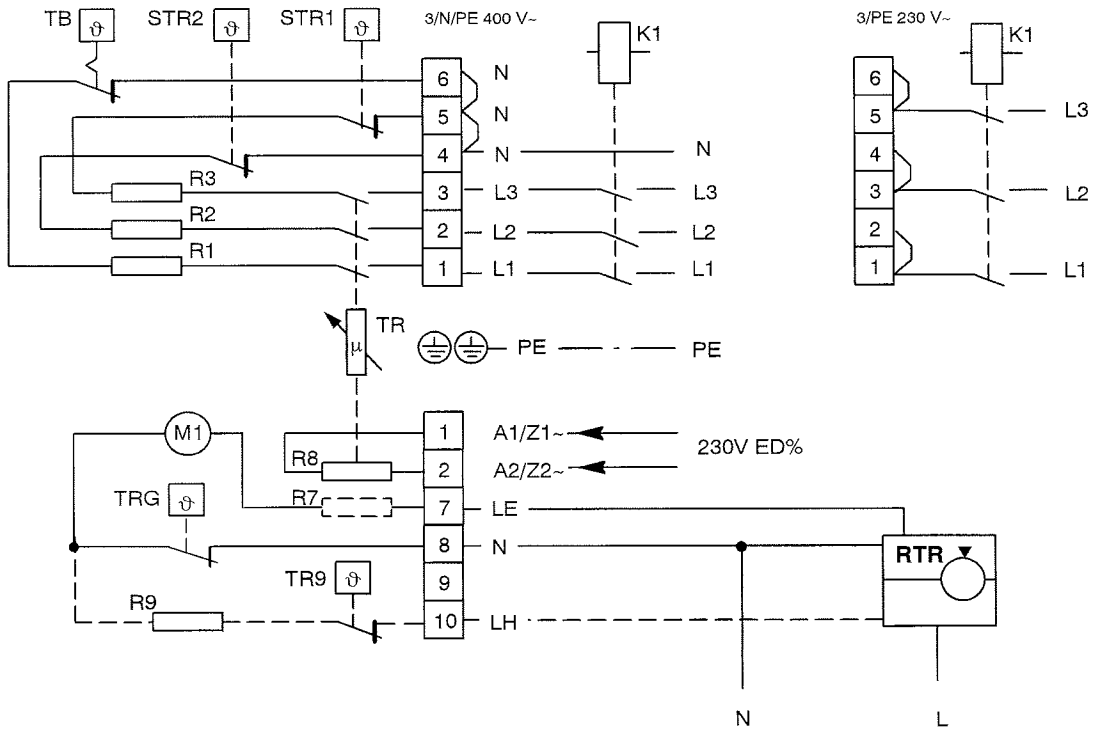 TB STR2 STR1 3/N/PE 400 V~ 3/PE 230 V~
ϑ ϑ ϑ K1 K1
6 N 6
5 N 5 L3
4 N N 4
R3 3 L3 L3 3 L2
R2 2 L2 L2 2
R1 1 L1 L1 1 L1
TR
μ PE PE
M1 1 A1/Z1~
230V ED%
R8 2 A2/Z2~
TRG ϑ R7 7 LE
8 N RTR
TR9 ϑ 9
R9 10 LH
N L